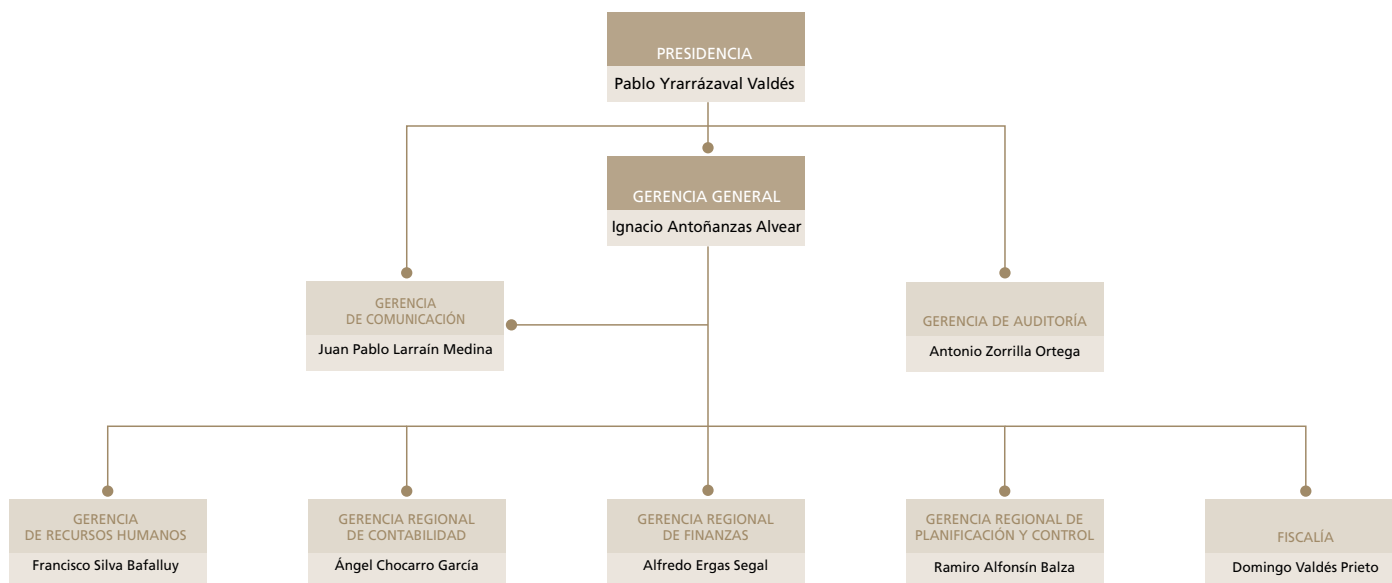 PRESIDENCIA
Pablo Yrarrázaval Valdés
GERENCIA GENERAL
Ignacio Antoñanzas Alvear
GERENCIA
DE COMUNICACIÓN
Juan Pablo Larraín Medina
GERENCIA DE AUDITORÍA
Antonio Zorrilla Ortega
GERENCIA
DE RECURSOS HUMANOS
Francisco Silva Bafalluy
GERENCIA REGIONAL
DE CONTABILIDAD
Ángel Chocarro García
GERENCIA REGIONAL
DE FINANZAS
Alfredo Ergas Segal
GERENCIA REGIONAL DE
PLANIFICACIÓN Y CONTROL
Ramiro Alfonsín Balza
FISCALÍA
Domingo Valdés Prieto